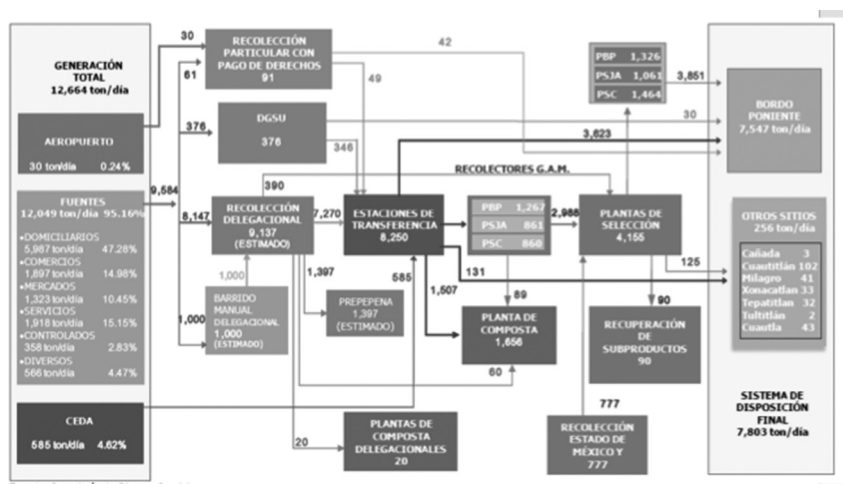 GENERACIÓN
TOTAL
12,664 ton/día
AEROPUERTO
30 ton/día 0.24%
FUENTES
12,049 ton/día 95.16%
•DOMICILIARIOS
5,987 ton/día 47.28%
•COMERCIOS
1,897 ton/día 14.98%
•MERCADOS
1,323 ton/día 10.45%
•SERVICIOS
1,918 ton/día 15.15%
•CONTROLADOS
358 ton/día 2.83%
•DIVERSOS
566 ton/día 4.47%
CEDA
585 ton/día 4.62%
30
61
376
9,584
8,147
1,000
RECOLECCIÓN
PARTICULAR CON
PAGO DE DERECHOS
91
42
49
DGSU
376
30
346
390
RECOLECTORES G.A.M.
RECOLECCIÓN
DELEGACIONAL
9,137
(ESTIMADO)
7,270
1,000
1,397
BARRIDO
MANUAL
DELEGACIONAL
1,000
(ESTIMADO)
PREPEPENA
1,397
(ESTIMADO)
585
ESTACIONES DE
TRANSFERENCIA
8,250
3,623
1,507
131
PBP 1,267
PSJA 861
PSC 860
2,988
89
PLANTA DE
COMPOSTA
1,656
60
20
PLANTAS DE
COMPOSTA
DELEGACIONALES
20
PBP 1,326
PSJA 1,061
PSC 1,464
3,851
PLANTAS DE
SELECCIÓN
4,155
125
90
RECUPERACIÓN
DE
SUBPRODUCTOS
90
777
RECOLECCIÓN
ESTADO DE
MÉXICO Y
777
BORDO
PONIENTE
7,547 ton/día
OTROS SITIOS
256 ton/día
Cañada 3
Cuautitlán 102
Milagro 41
Xonacatlan 33
Tepatitlan 32
Tultitlán 2
Cuautla 43
SISTEMA DE
DISPOSICIÓN
FINAL
7,803 ton/día